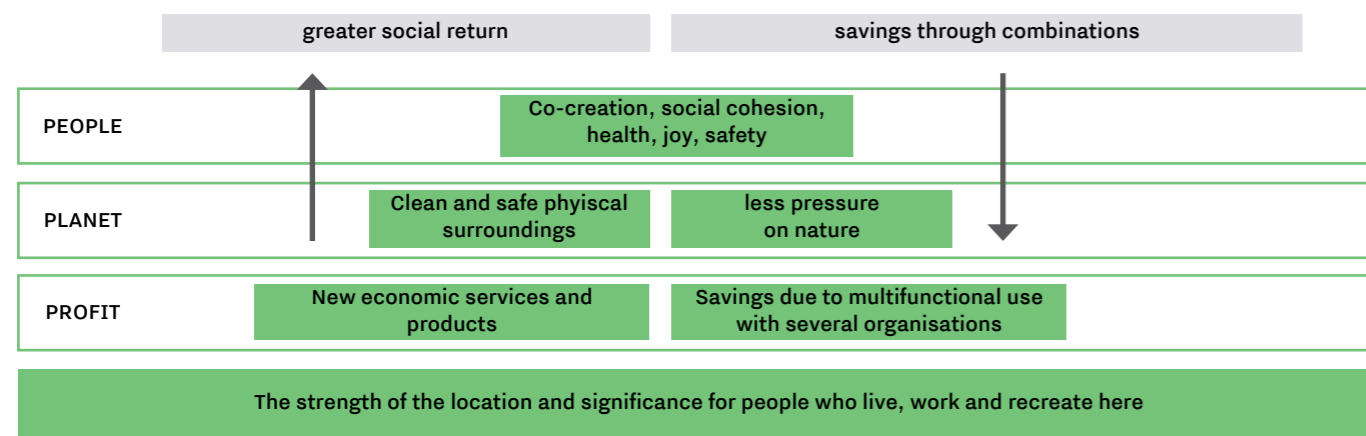 greater social return
savings through combinations
PEOPLE
Co-creation, social cohesion,
health, joy, safety
PLANET
Clean and safe phyiscal
surroundings
less pressure
on nature
PROFIT
New economic services and
products
Savings due to multifunctional use
with several organisations
The strength of the location and significance for people who live, work and recreate here